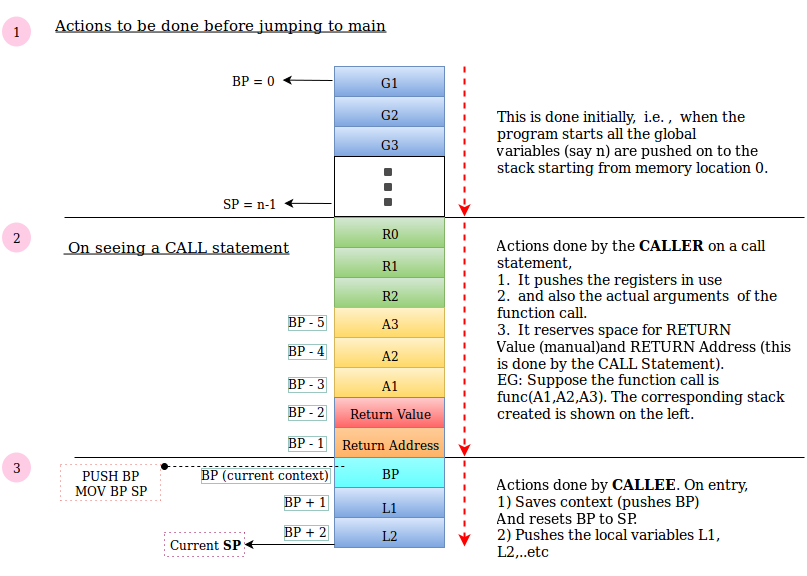 1
Actions to be done before jumping to main
BP = 0
G1
G2
G3
SP = n-1
This is done initially, i.e. , when the
program starts all the global
variables (say n) are pushed on to the
stack starting from memory location 0.
2
On seeing a CALL statement
R0
R1
R2
BP - 5
A3
BP - 4
A2
BP - 3
A1
BP - 2
Return Value
BP - 1
Return Address
Actions done by the CALLER on a call
statement,
1. It pushes the registers in use
2. and also the actual arguments of the
function call.
3. It reserves space for RETURN
Value (manual)and RETURN Address (this
is done by the CALL Statement).
EG: Suppose the function call is
func(A1,A2,A3). The corresponding stack
created is shown on the left.
3
PUSH BP
MOV BP SP
BP (current context)
BP
BP + 1
L1
BP + 2
L2
Current SP
Actions done by CALLEE. On entry,
1) Saves context (pushes BP)
And resets BP to SP.
2) Pushes the local variables L1,
L2,..etc